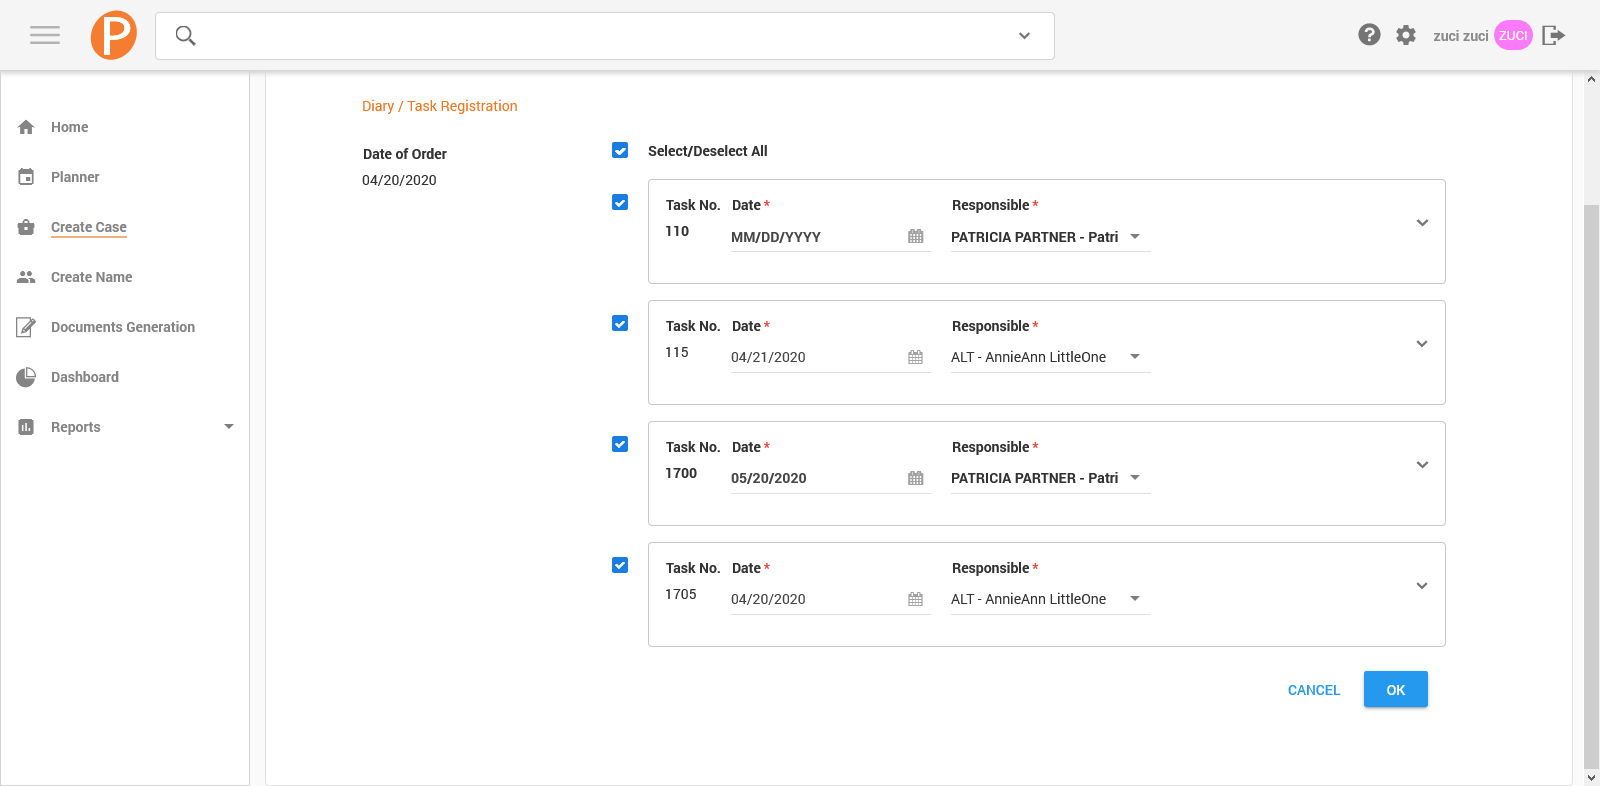 P
zuci zuci ZUCI
Home
Planner
Create Case
Create Name
Documents Generation
Dashboard
Reports
Diary / Task Registration
Date of Order
04/20/2020
Select/Deselect All
Task No. Date * Responsible *
110 MM/DD/YYYY PATRICIA PARTNER - Patri
Task No. Date * Responsible *
115 04/21/2020 ALT - AnnieAnn LittleOne
Task No. Date * Responsible *
1700 05/20/2020 PATRICIA PARTNER - Patri
Task No. Date * Responsible *
1705 04/20/2020 ALT - AnnieAnn LittleOne
CANCEL OK